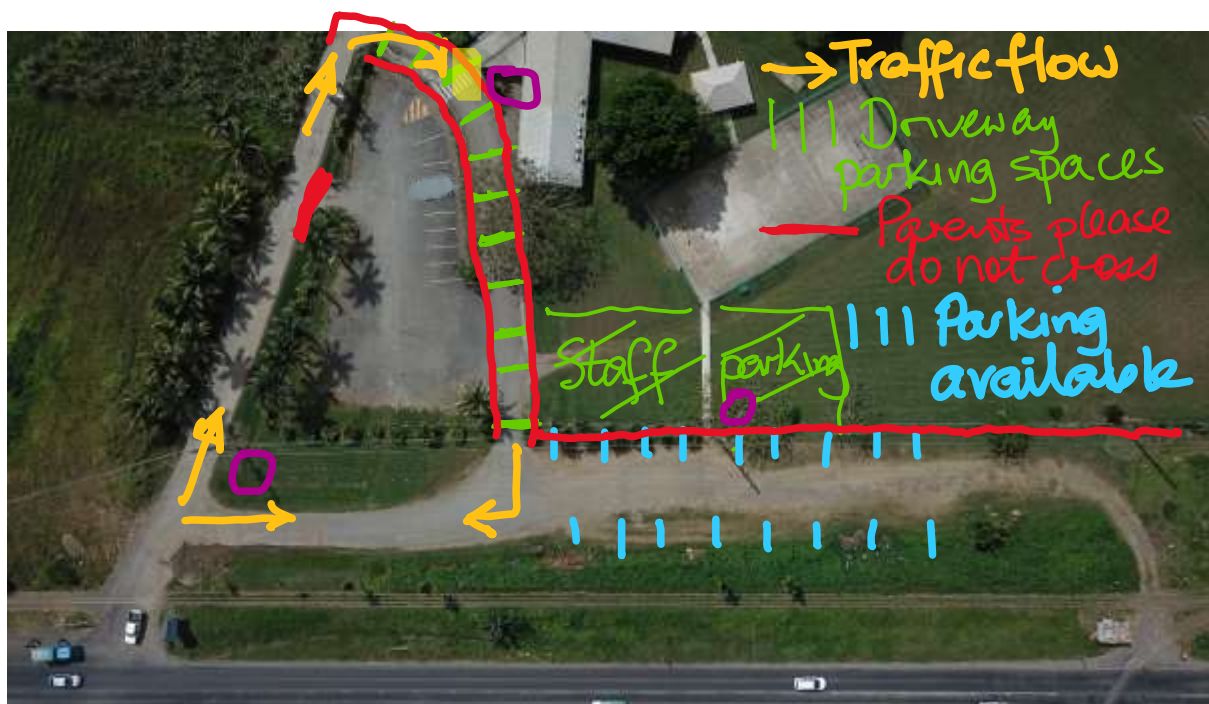 Traffic flow
Driveway
parking spaces
Parents please
do not cross
Parking
available
Staff parking